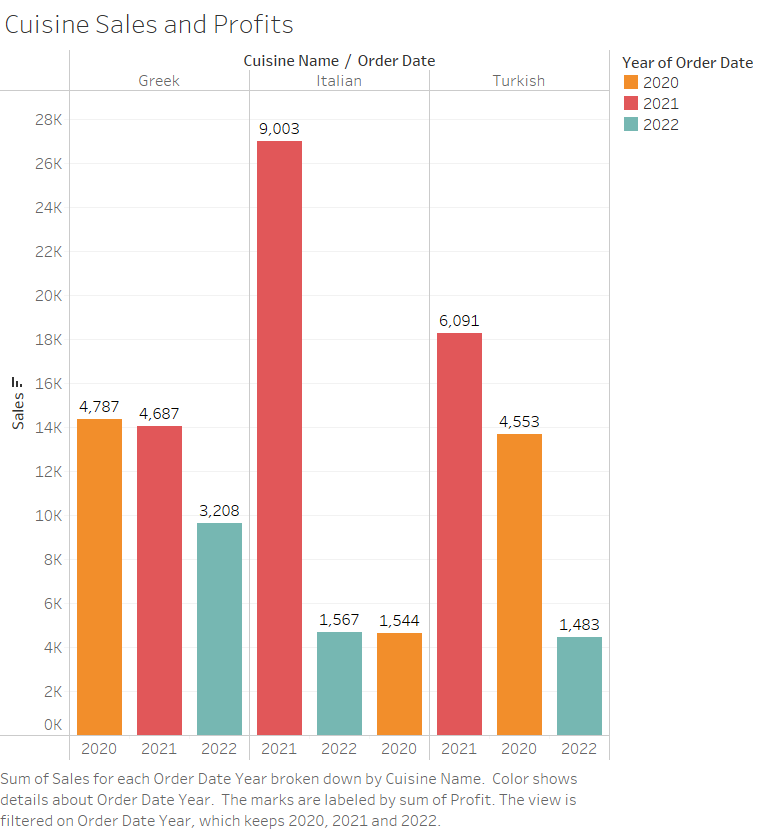 Cuisine Sales and Profits
Cuisine Name / Order Date
Greek Italian Turkish
Year of Order Date
2020
2021
2022
28K
26K
24K
22K
20K
18K
16K
14K
12K
10K
8K
6K
4K
2K
0K
Sales
4,787 4,687 3,208 9,003 1,567 1,544 6,091 4,553 1,483
2020 2021 2022 2021 2022 2020 2021 2020 2022
Sum of Sales for each Order Date Year broken down by Cuisine Name. Color shows
details about Order Date Year. The marks are labeled by sum of Profit. The view is
filtered on Order Date Year, which keeps 2020, 2021 and 2022.